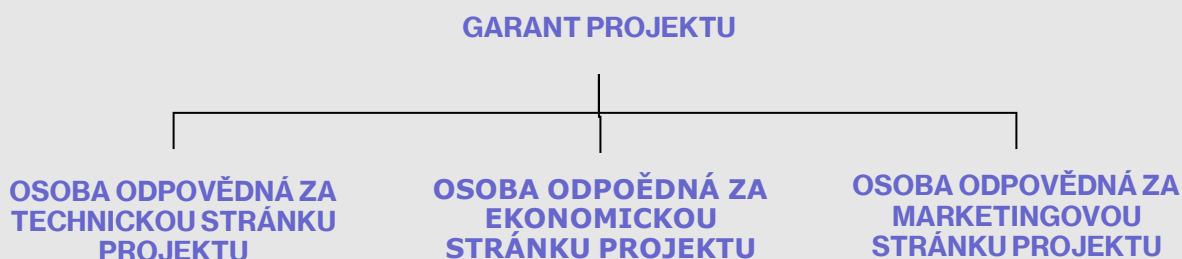 GARANT PROJEKTU
OSOBA ODPOVĚDNÁ ZA
TECHNICKOU STRÁNKU
PROJEKTU
OSOBA ODPOĚDNÁ ZA
EKONOMICKOU
STRÁNKU PROJEKTU
OSOBA ODPOVĚDNÁ ZA
MARKETINGOVOU
STRÁNKU PROJEKTU